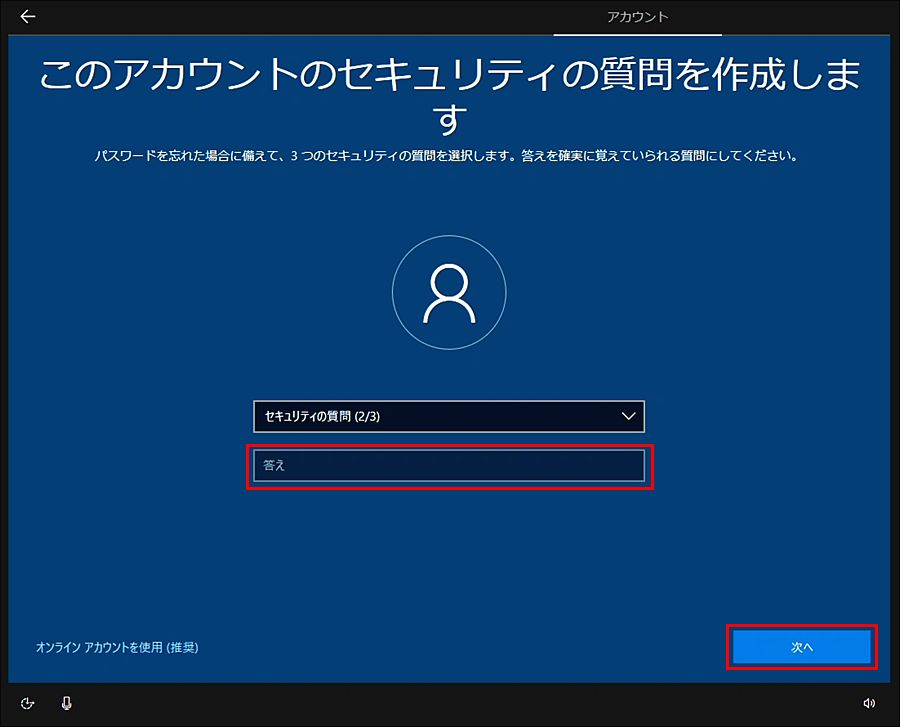 アカウント
このアカウントのセキュリティの質問を作成しま
す
パスワードを忘れた場合に備えて、3 つのセキュリティの質問を選択します。答えを確実に覚えていられる質問にしてください。
セキュリティの質問 (2/3)
答え
オンライン アカウントを使用 (推奨)
次へ